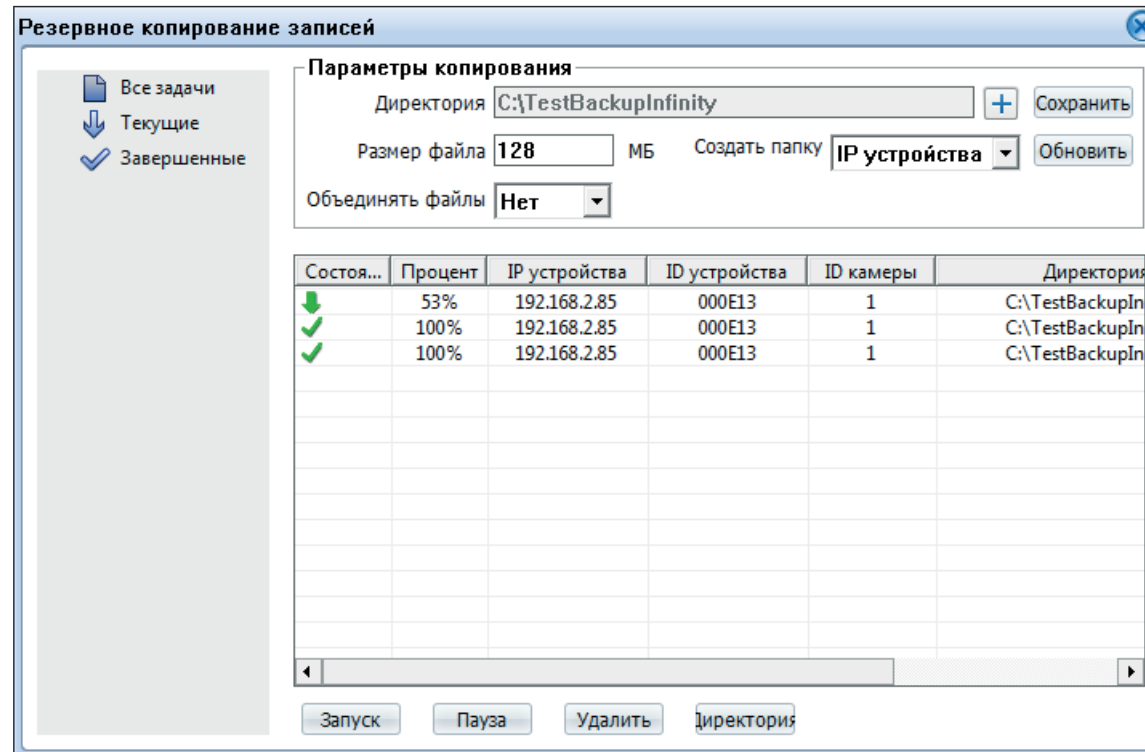 Резервное копирование записей
Все задачи
Текущие
Завершенные
Параметры копирования
Директория C:\TestBackupInfinity Сохранить
Размер файла 128 МБ Создать папку IP устройства Обновить
Объединять файлы Нет
Состоя... Процент IP устройства ID устройства ID камеры Директория
53% 192.168.2.85 000E13 1 C:\TestBackupIn
100% 192.168.2.85 000E13 1 C:\TestBackupIn
100% 192.168.2.85 000E13 1 C:\TestBackupIn
Запуск Пауза Удалить Директория